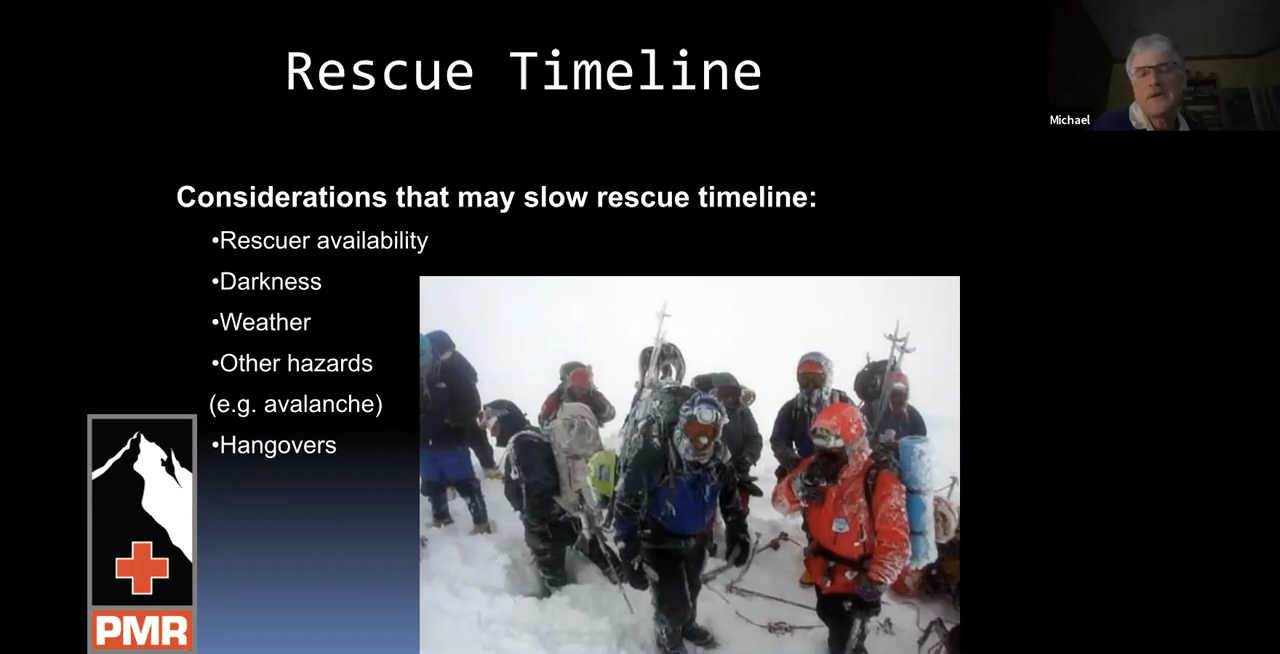 Rescue Timeline
Michael
Considerations that may slow rescue timeline:
•Rescuer availability
•Darkness
•Weather
•Other hazards
(e.g. avalanche)
•Hangovers
PMR